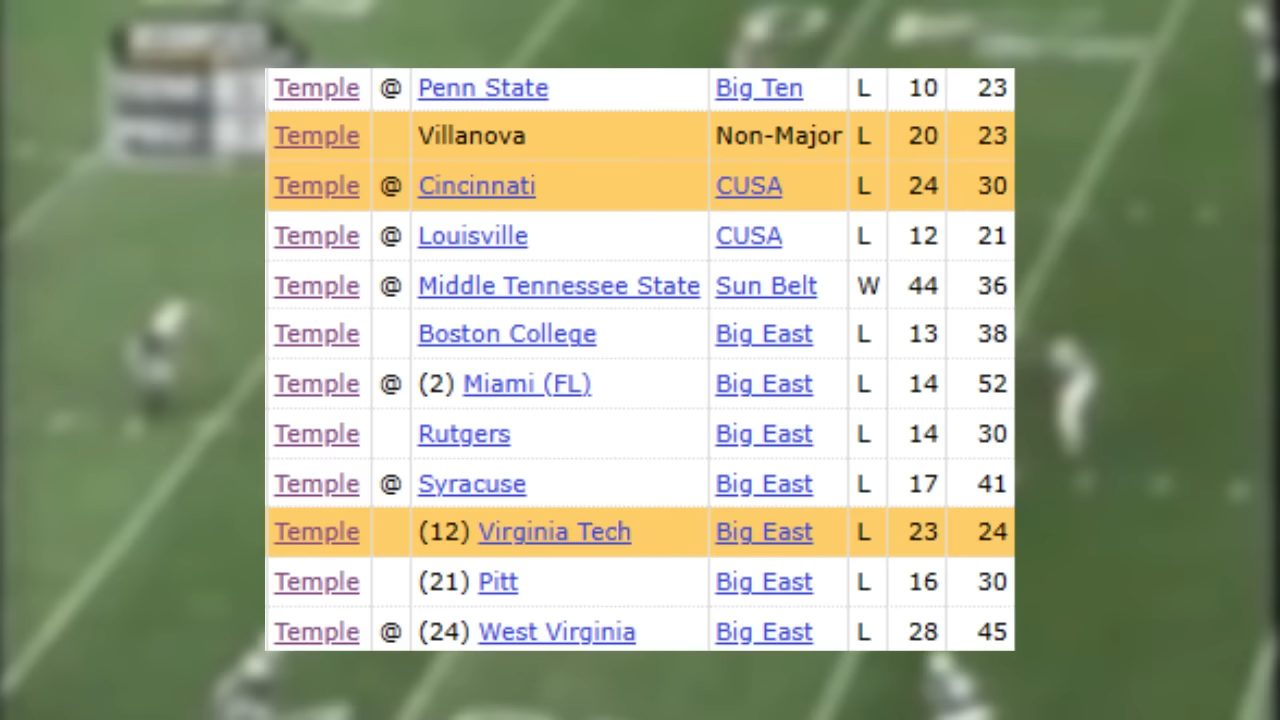 Temple @ Penn State Big Ten L 10 23
Temple Villanova Non-Major L 20 23
Temple @ Cincinnati CUSA L 24 30
Temple @ Louisville CUSA L 12 21
Temple @ Middle Tennessee State Sun Belt W 44 36
Temple Boston College Big East L 13 38
Temple @ (2) Miami (FL) Big East L 14 52
Temple Rutgers Big East L 14 30
Temple @ Syracuse Big East L 17 41
Temple (12) Virginia Tech Big East L 23 24
Temple (21) Pitt Big East L 16 30
Temple @ (24) West Virginia Big East L 28 45